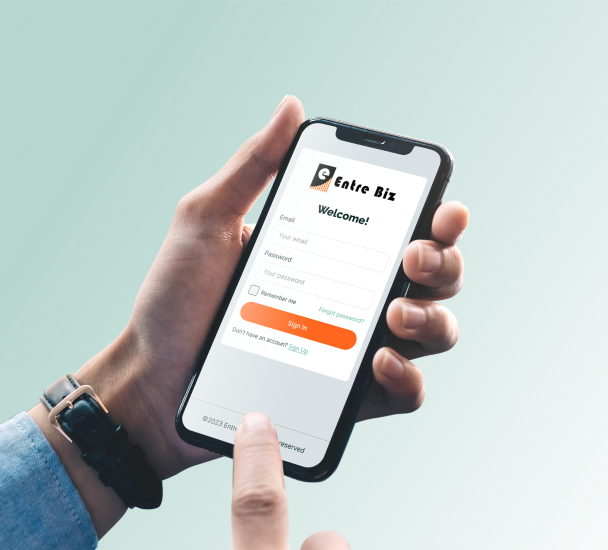 e
Entre Biz
Welcome!
Email
Your email
Password
Your password
Remember me
Forgot password?
Sign In
Don't have an account? Sign Up
©2023 Entr reserved